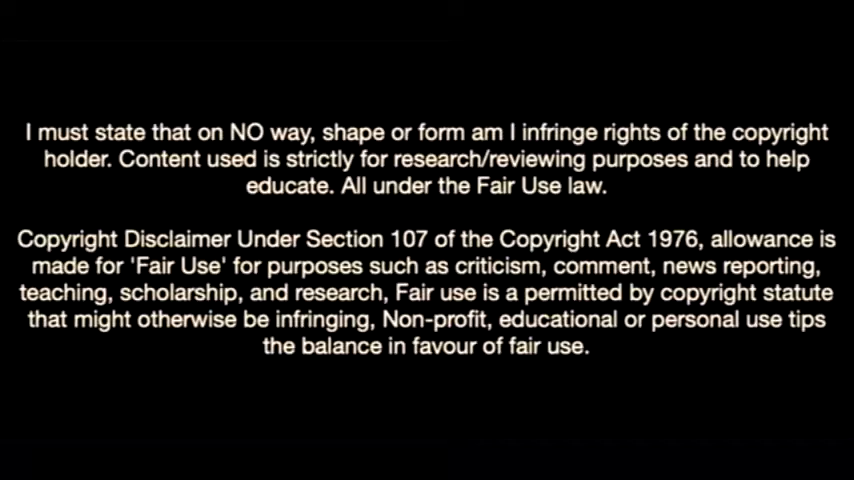 I must state that on NO way, shape or form am I infringe rights of the copyright
holder. Content used is strictly for research/reviewing purposes and to help
educate. All under the Fair Use law.
Copyright Disclaimer Under Section 107 of the Copyright Act 1976, allowance is
made for 'Fair Use' for purposes such as criticism, comment, news reporting,
teaching, scholarship, and research, Fair use is a permitted by copyright statute
that might otherwise be infringing, Non-profit, educational or personal use tips
the balance in favour of fair use.